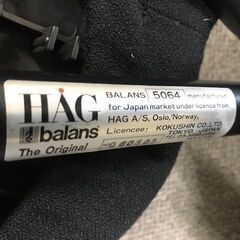 HÅG
balans
The Original
BALANS 5064 manufactured
for Japan market under licence from
HAG A/S, Oslo, Norway.
Licencee: KOKUSHIN CO. LTD.
TOKYO, JAPAN